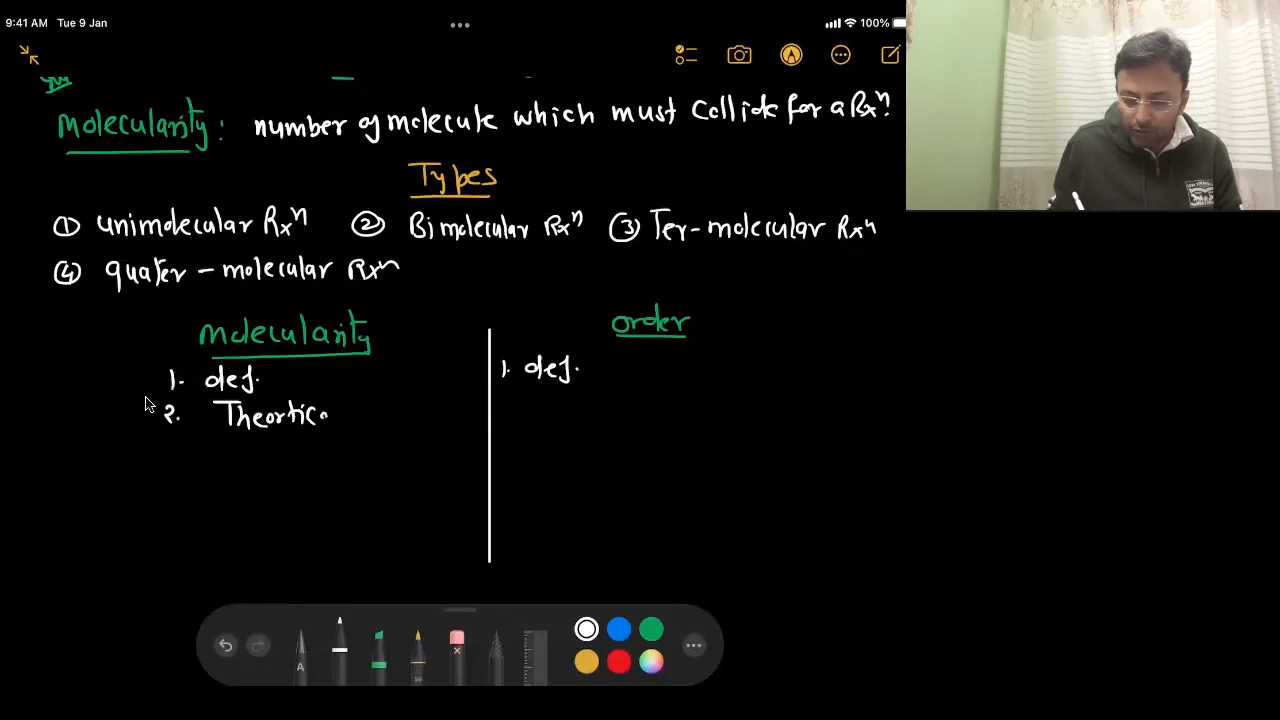 9:41 AM Tue 9 Jan 100%
Molecularity: number of molecule which must Collide for a Rxⁿ.
Types
① unimolecular Rxⁿ ② Bimolecular Rxⁿ ③ Ter-molecular Rxⁿ
④ quater-molecular Rxⁿ
Molecularity order
1. def. 1. def.
2. Theortica